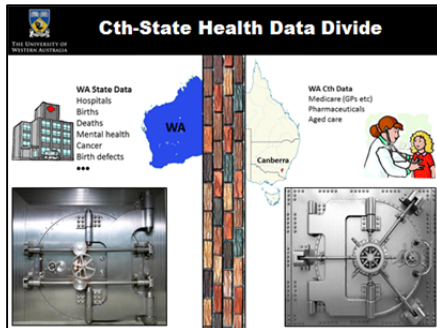 Cth-State Health Data Divide
THE UNIVERSITY OF
WESTERN AUSTRALIA
WA State Data
Hospitals
Births
Deaths
Mental health
Cancer
Birth defects
•••
WA
WA Cth Data
Medicare (GPs etc)
Pharmaceuticals
Aged care
Canberra